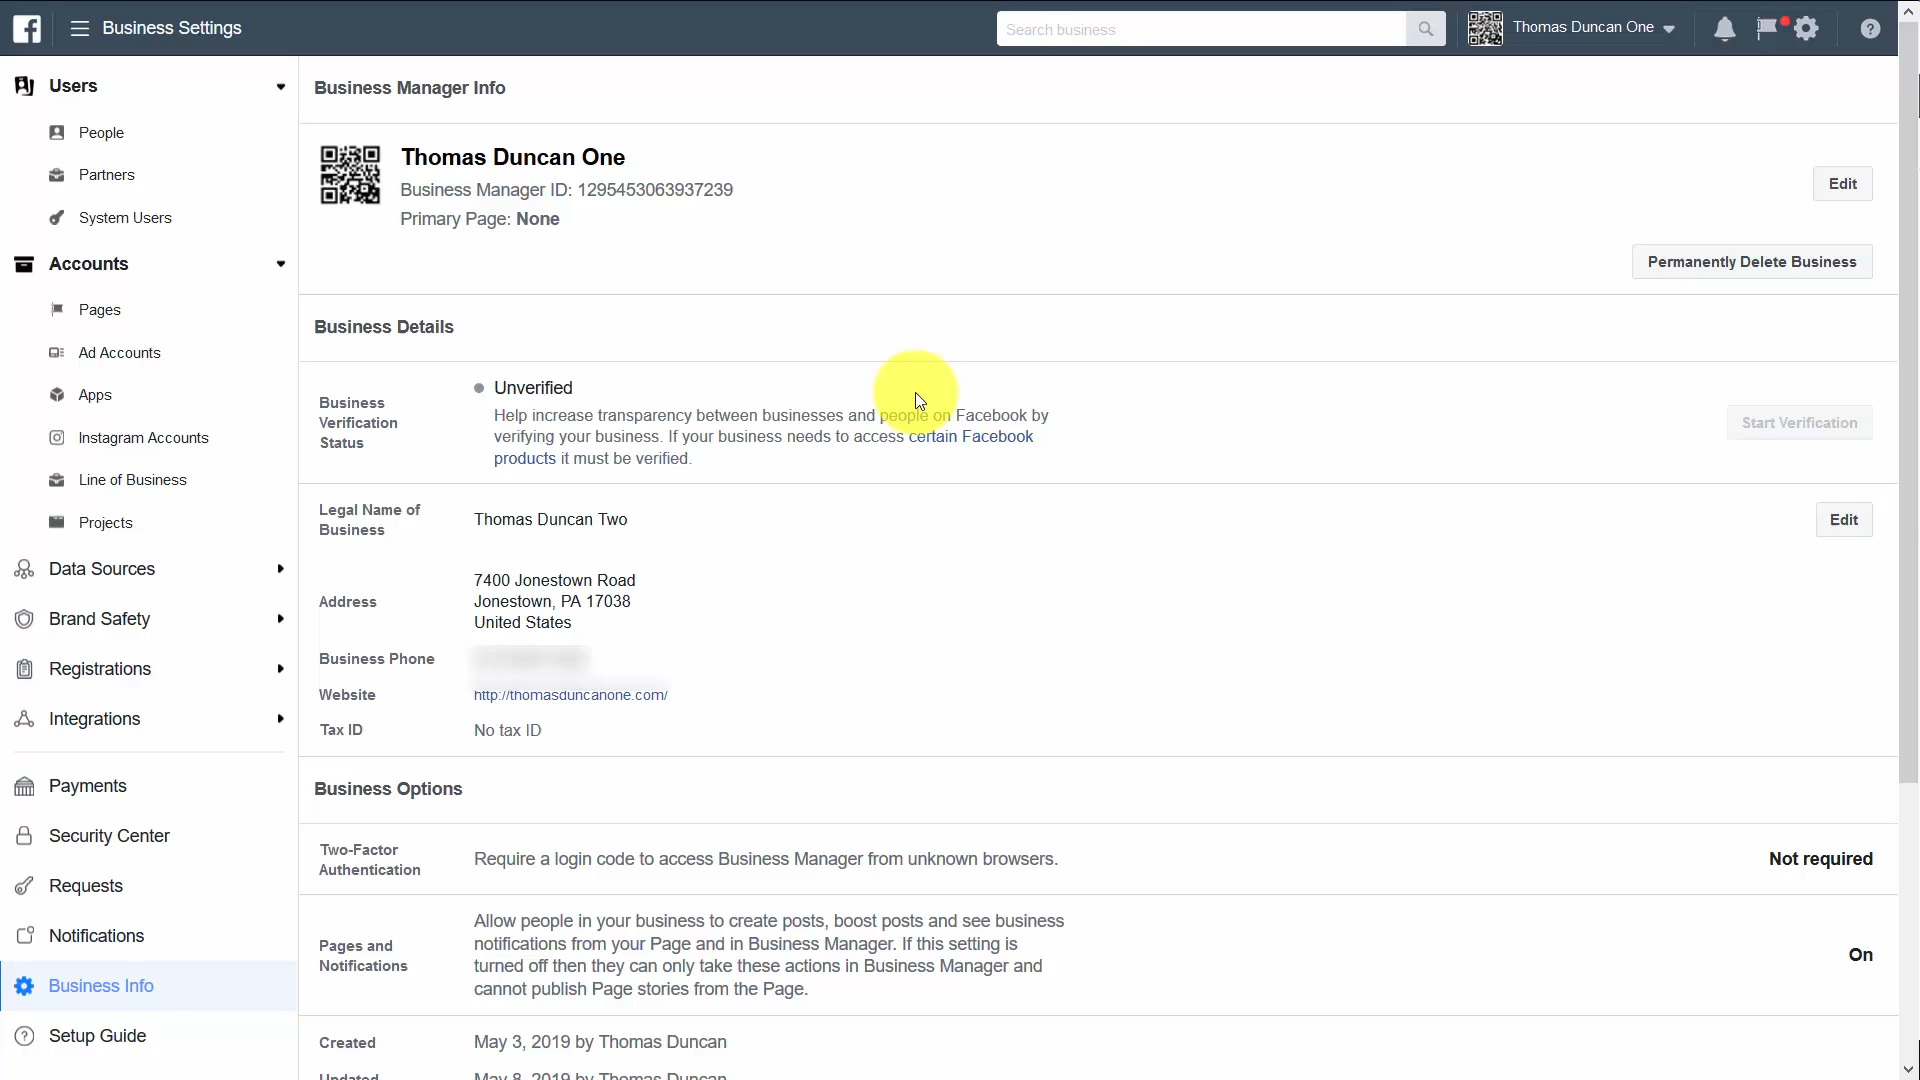 Business Settings
Search business
Thomas Duncan One
Users
People
Partners
System Users
Accounts
Pages
Ad Accounts
Apps
Instagram Accounts
Line of Business
Projects
Data Sources
Brand Safety
Registrations
Integrations
Payments
Security Center
Requests
Notifications
Business Info
Setup Guide
Business Manager Info
Thomas Duncan One
Business Manager ID: 1295453063937239
Primary Page: None
Edit
Permanently Delete Business
Business Details
Business
Verification
Status
Unverified
Help increase transparency between businesses and people on Facebook by
verifying your business. If your business needs to access certain Facebook
products it must be verified.
Start Verification
Legal Name of
Business
Thomas Duncan Two
Edit
Address
7400 Jonestown Road
Jonestown, PA 17038
United States
Business Phone
Website
http://thomasduncanone.com/
Tax ID
No tax ID
Business Options
Two-Factor
Authentication
Require a login code to access Business Manager from unknown browsers.
Not required
Pages and
Notifications
Allow people in your business to create posts, boost posts and see business
notifications from your Page and in Business Manager. If this setting is
turned off then they can only take these actions in Business Manager and
cannot publish Page stories from the Page.
On
Created
May 3, 2019 by Thomas Duncan
Updated
May 8, 2019 by Thomas Duncan